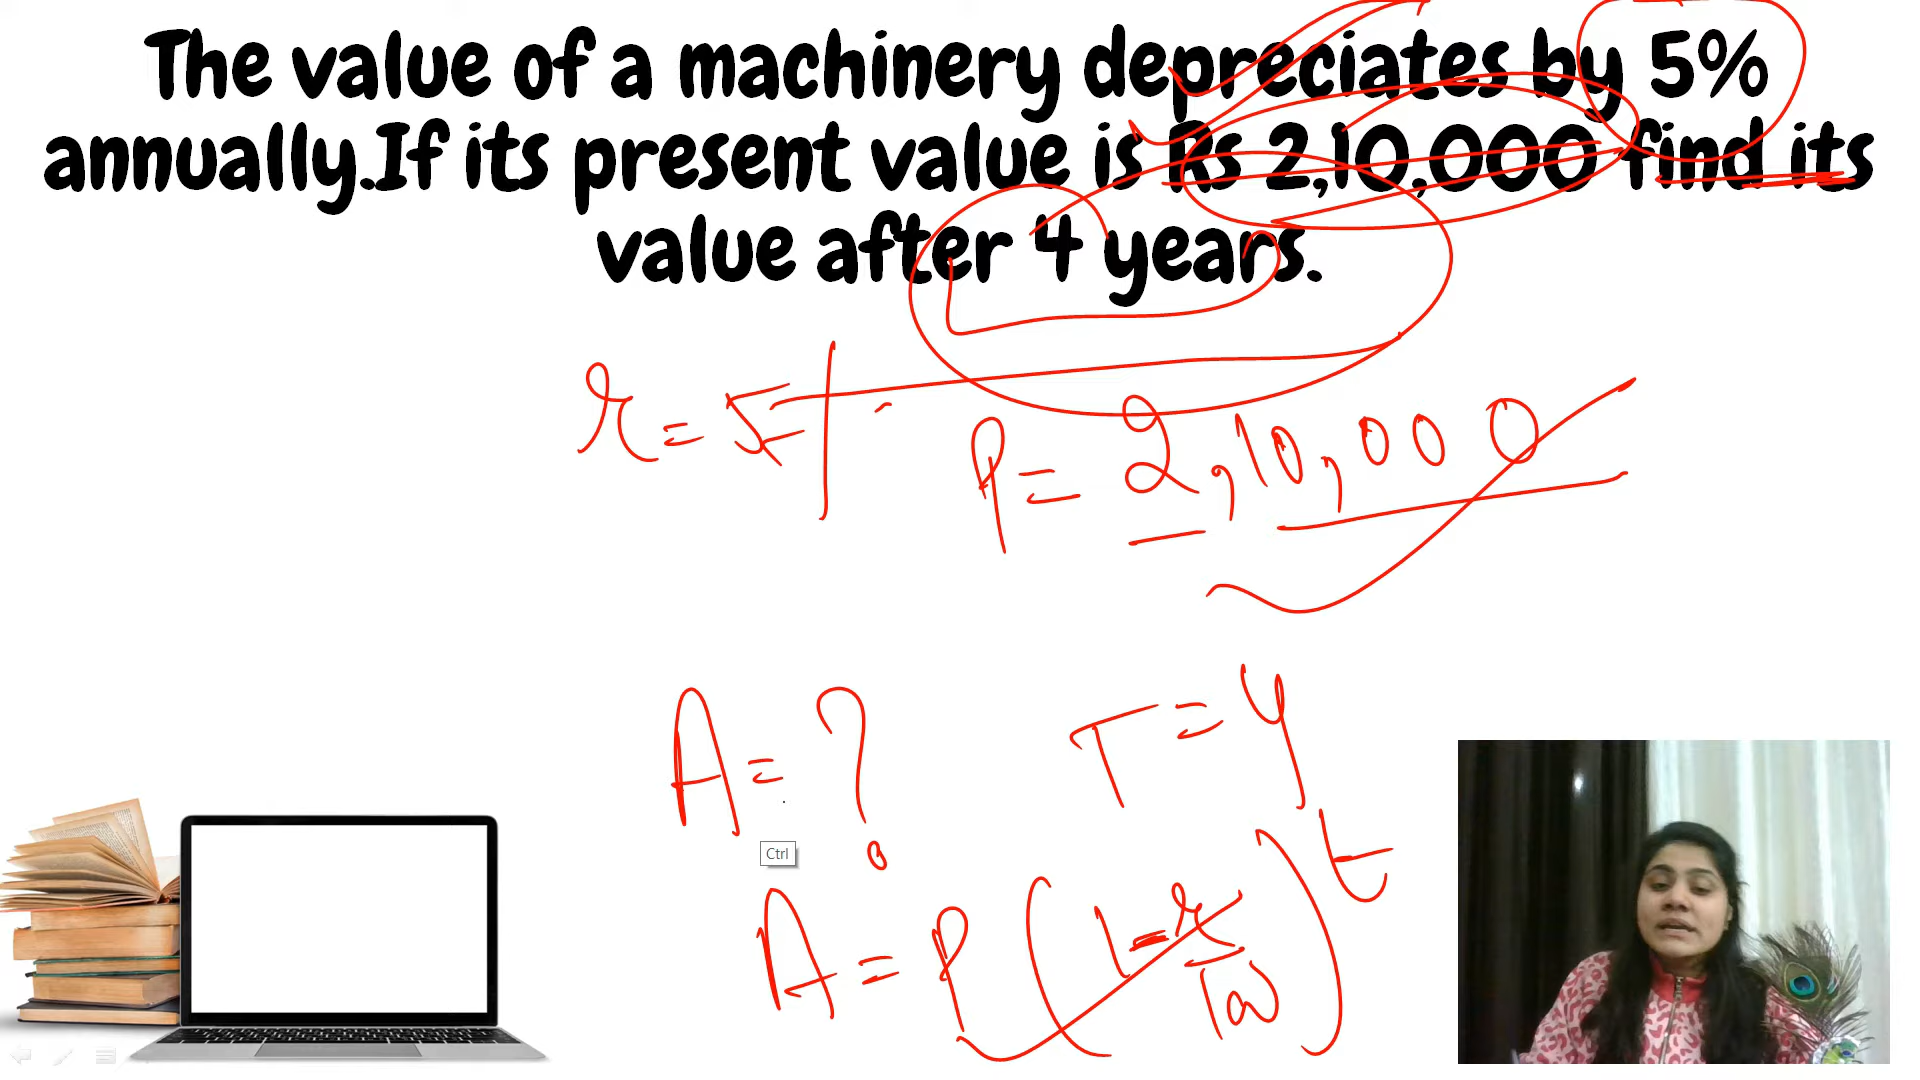 The value of a machinery depreciates by 5%
annually.If its present value is Rs 2,10,000 find its
value after 4 years.
r = 5
P = 2,10,000
A = ?
T = 4
Ctrl
A = P (1 - r/100)^t